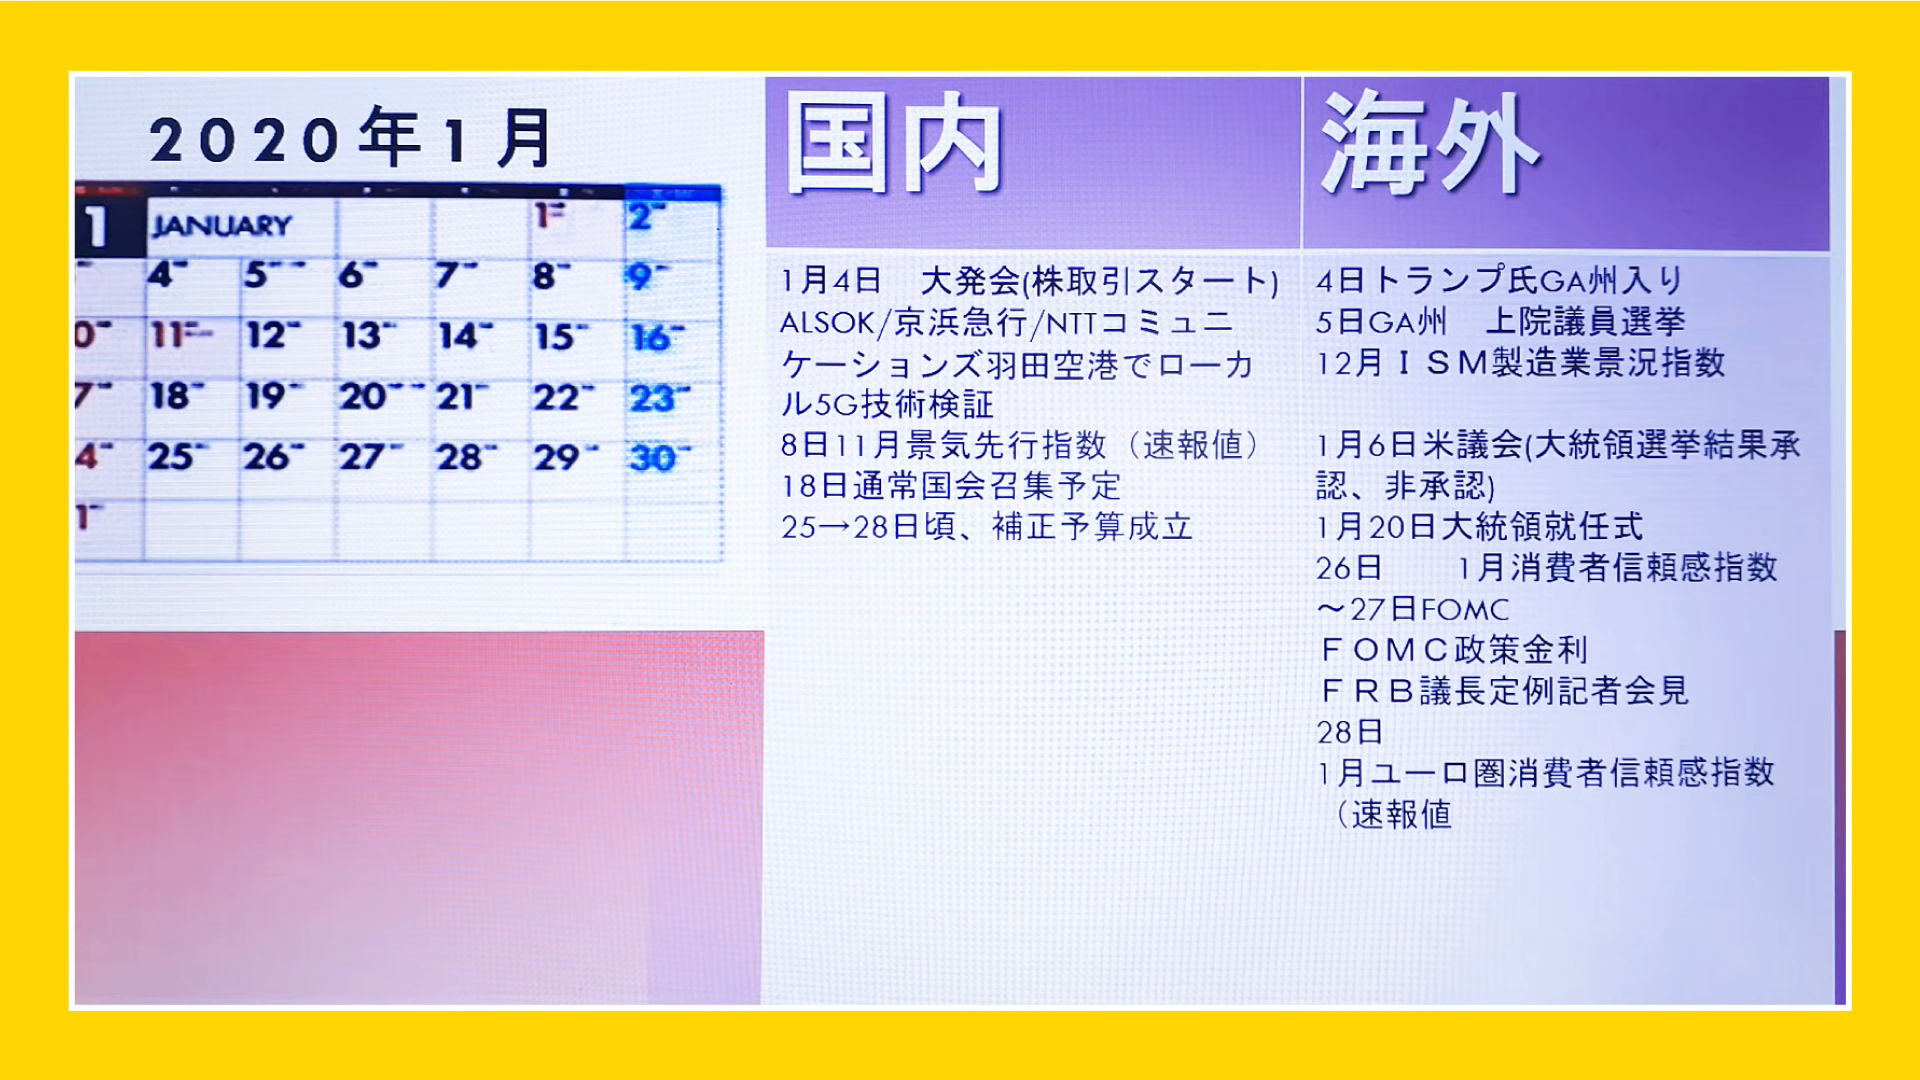 2020年1月
1 JANUARY 1 2
4 5 6 7 8 9
0 11 12 13 14 15 16
7 18 19 20 21 22 23
4 25 26 27 28 29 30
1
国内
1月4日　大発会(株取引スタート)
ALSOK/京浜急行/NTTコミュニ
ケーションズ羽田空港でローカ
ル5G技術検証
8日11月景気先行指数（速報値）
18日通常国会召集予定
25→28日頃、補正予算成立
海外
4日トランプ氏GA州入り
5日GA州　上院議員選挙
12月ＩＳＭ製造業景況指数
1月6日米議会(大統領選挙結果承
認、非承認)
1月20日大統領就任式
26日　　1月消費者信頼感指数
～27日FOMC
ＦＯＭＣ政策金利
ＦＲＢ議長定例記者会見
28日
1月ユーロ圏消費者信頼感指数
（速報値